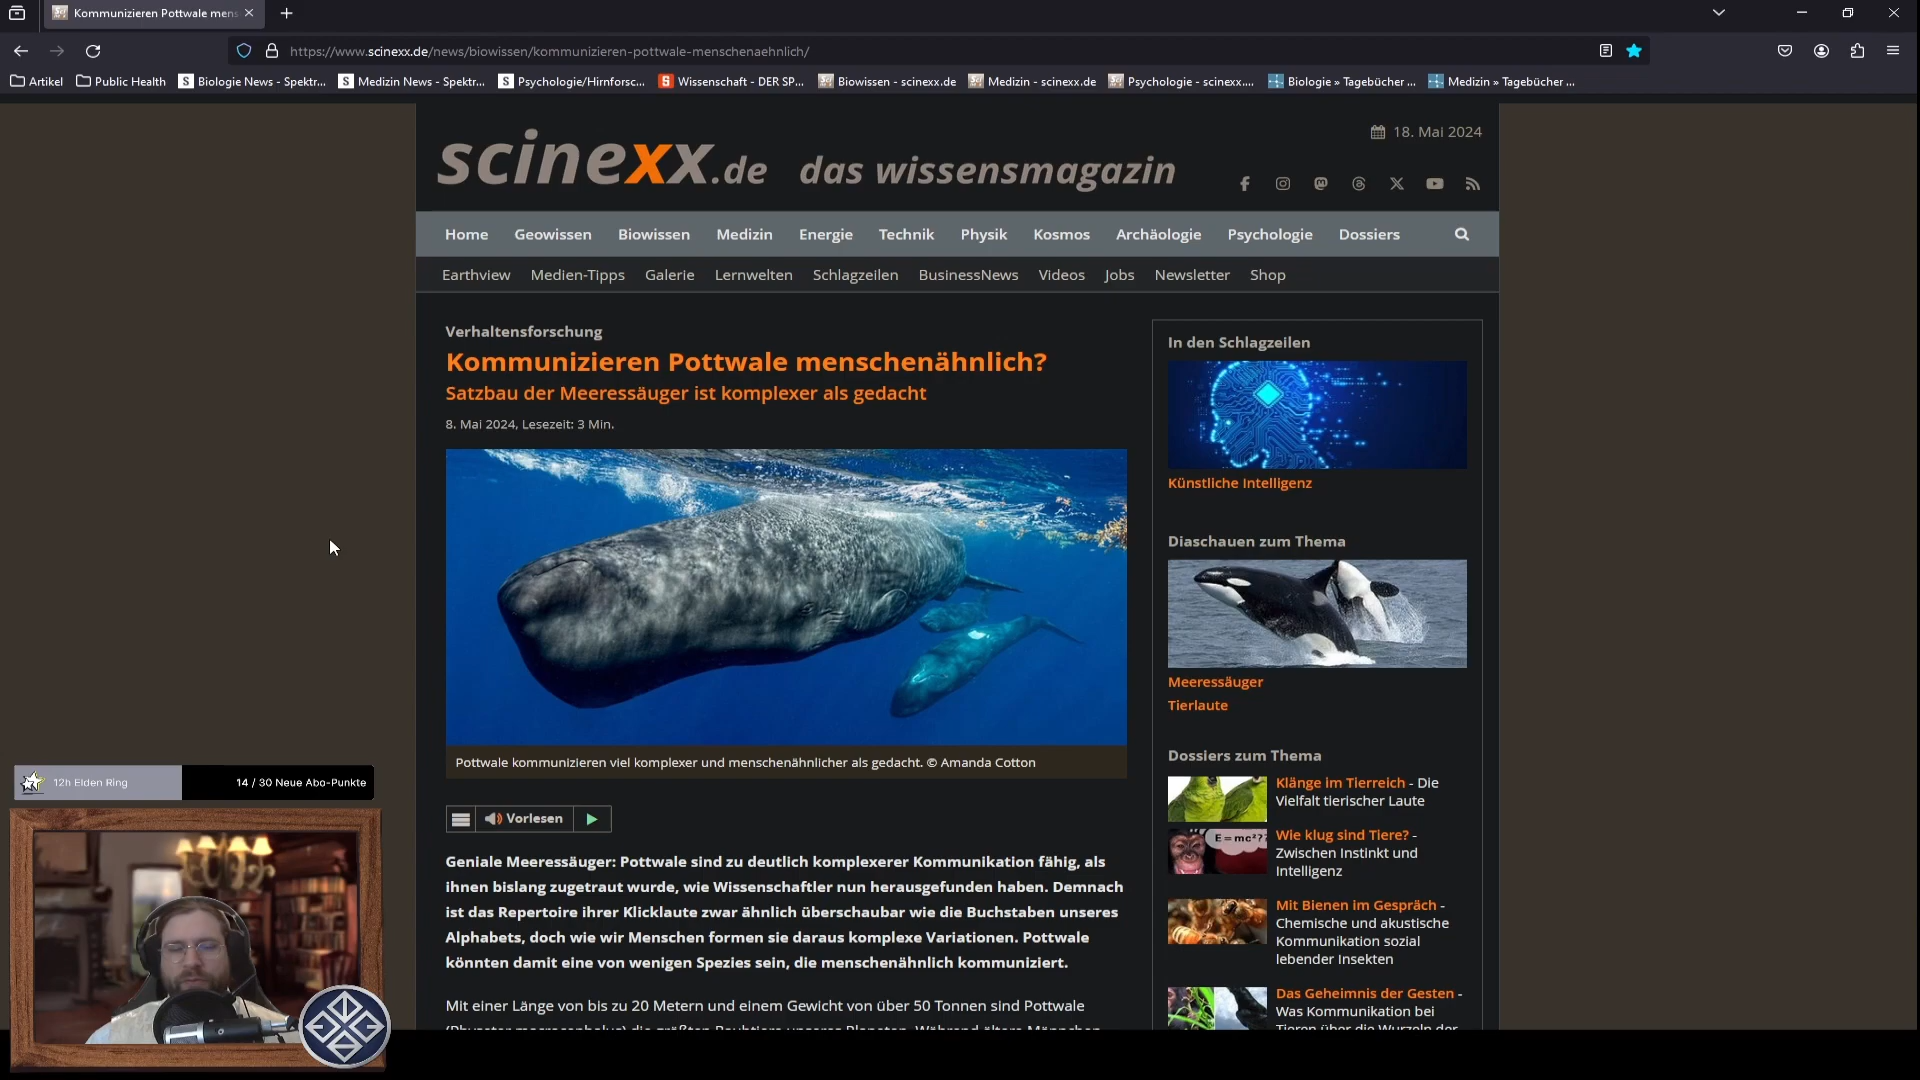 Kommunizieren Pottwale mens
https://www.scinexx.de/news/biowissen/kommunizieren-pottwale-menschenaehnlich/
Artikel
Public Health
Biologie News - Spektr...
Medizin News - Spektr...
Psychologie/Hirnforsc...
Wissenschaft - DER SP...
Biowissen - scinexx.de
Medizin - scinexx.de
Psychologie - scinexx....
Biologie » Tagebücher ...
Medizin » Tagebücher ...
18. Mai 2024
scinexx.de das wissensmagazin
Home Geowissen Biowissen Medizin Energie Technik Physik Kosmos Archäologie Psychologie Dossiers
Earthview Medien-Tipps Galerie Lernwelten Schlagzeilen BusinessNews Videos Jobs Newsletter Shop
Verhaltensforschung
Kommunizieren Pottwale menschenähnlich?
Satzbau der Meeressäuger ist komplexer als gedacht
8. Mai 2024, Lesezeit: 3 Min.
Pottwale kommunizieren viel komplexer und menschenähnlicher als gedacht. © Amanda Cotton
Vorlesen
Geniale Meeressäuger: Pottwale sind zu deutlich komplexerer Kommunikation fähig, als
ihnen bislang zugetraut wurde, wie Wissenschaftler nun herausgefunden haben. Demnach
ist das Repertoire ihrer Klicklaute zwar ähnlich überschaubar wie die Buchstaben unseres
Alphabets, doch wie wir Menschen formen sie daraus komplexe Variationen. Pottwale
könnten damit eine von wenigen Spezies sein, die menschenähnlich kommuniziert.
Mit einer Länge von bis zu 20 Metern und einem Gewicht von über 50 Tonnen sind Pottwale
In den Schlagzeilen
Künstliche Intelligenz
Diaschauen zum Thema
Meeressäuger
Tierlaute
Dossiers zum Thema
Klänge im Tierreich - Die
Vielfalt tierischer Laute
E = mc²??
Wie klug sind Tiere? -
Zwischen Instinkt und
Intelligenz
Mit Bienen im Gespräch -
Chemische und akustische
Kommunikation sozial
lebender Insekten
Das Geheimnis der Gesten -
Was Kommunikation bei
Tieren über die Wurzeln der
12h Elden Ring
14 / 30 Neue Abo-Punkte